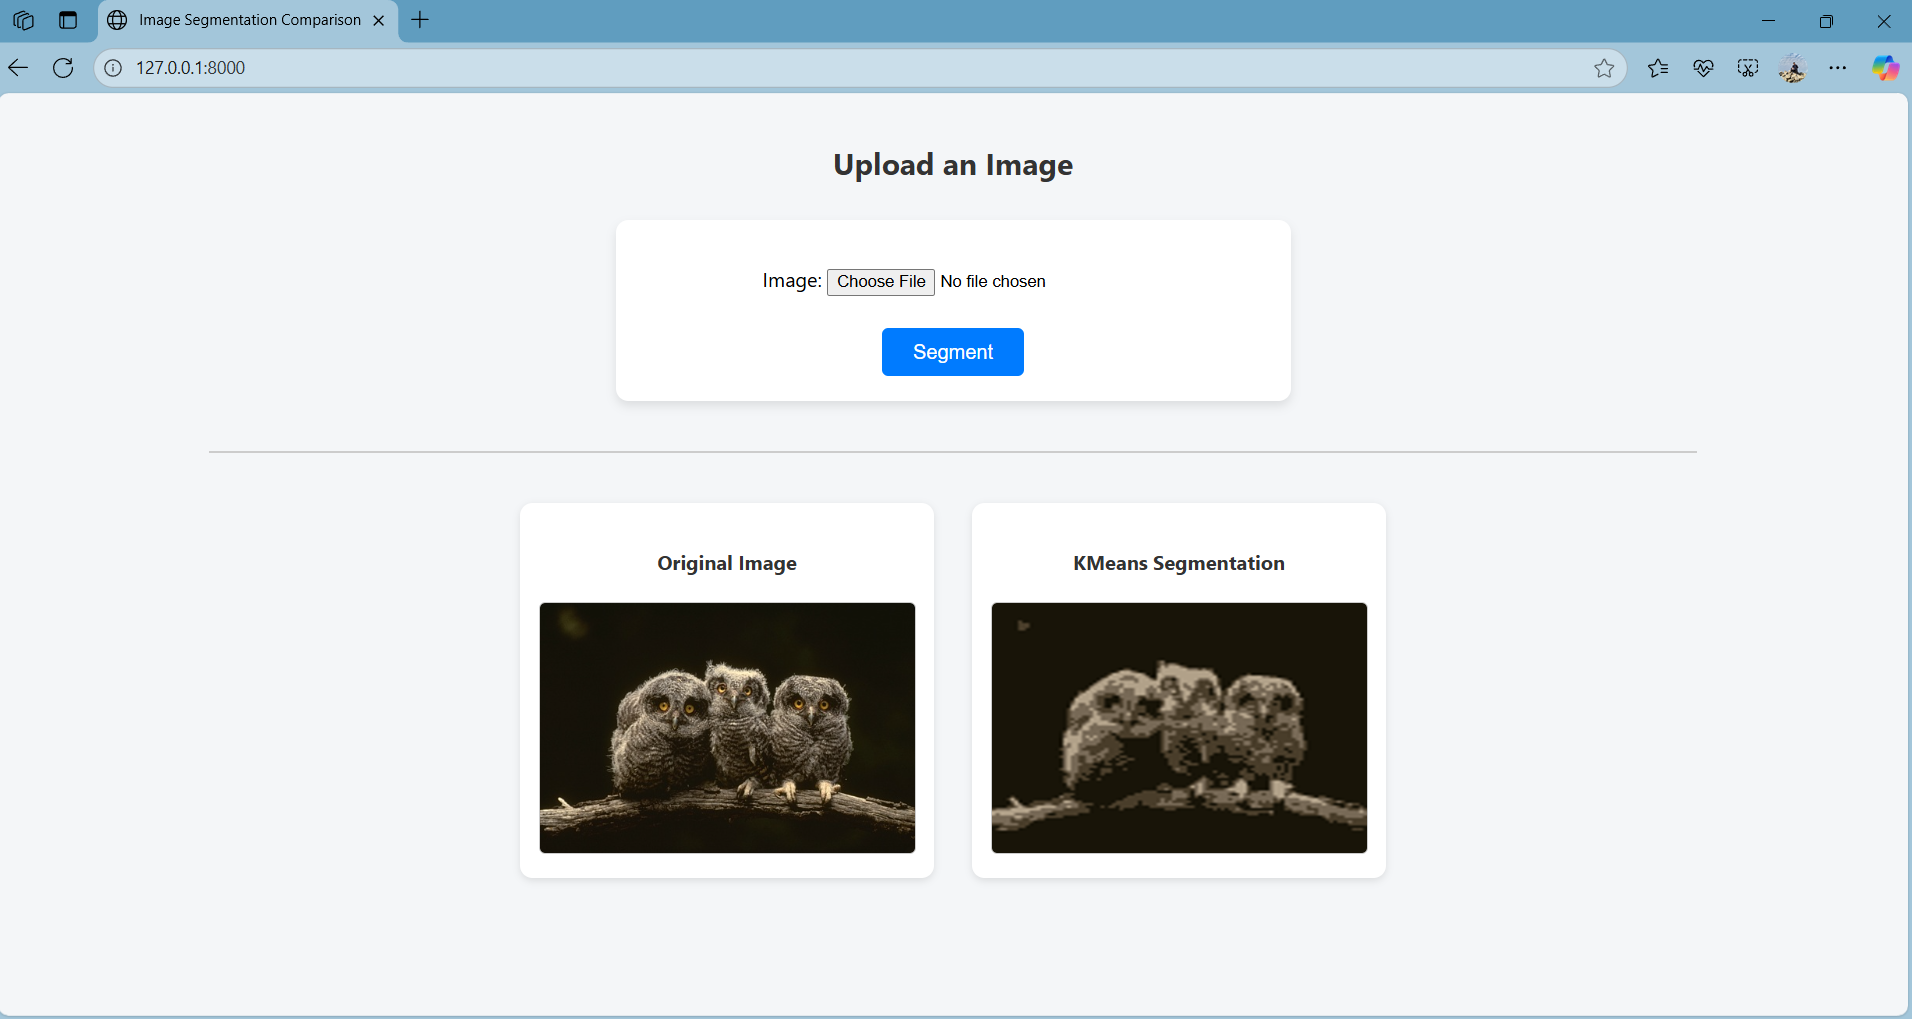 Image Segmentation Comparison
127.0.0.1:8000
Upload an Image
Image: Choose File No file chosen
Segment
Original Image
KMeans Segmentation